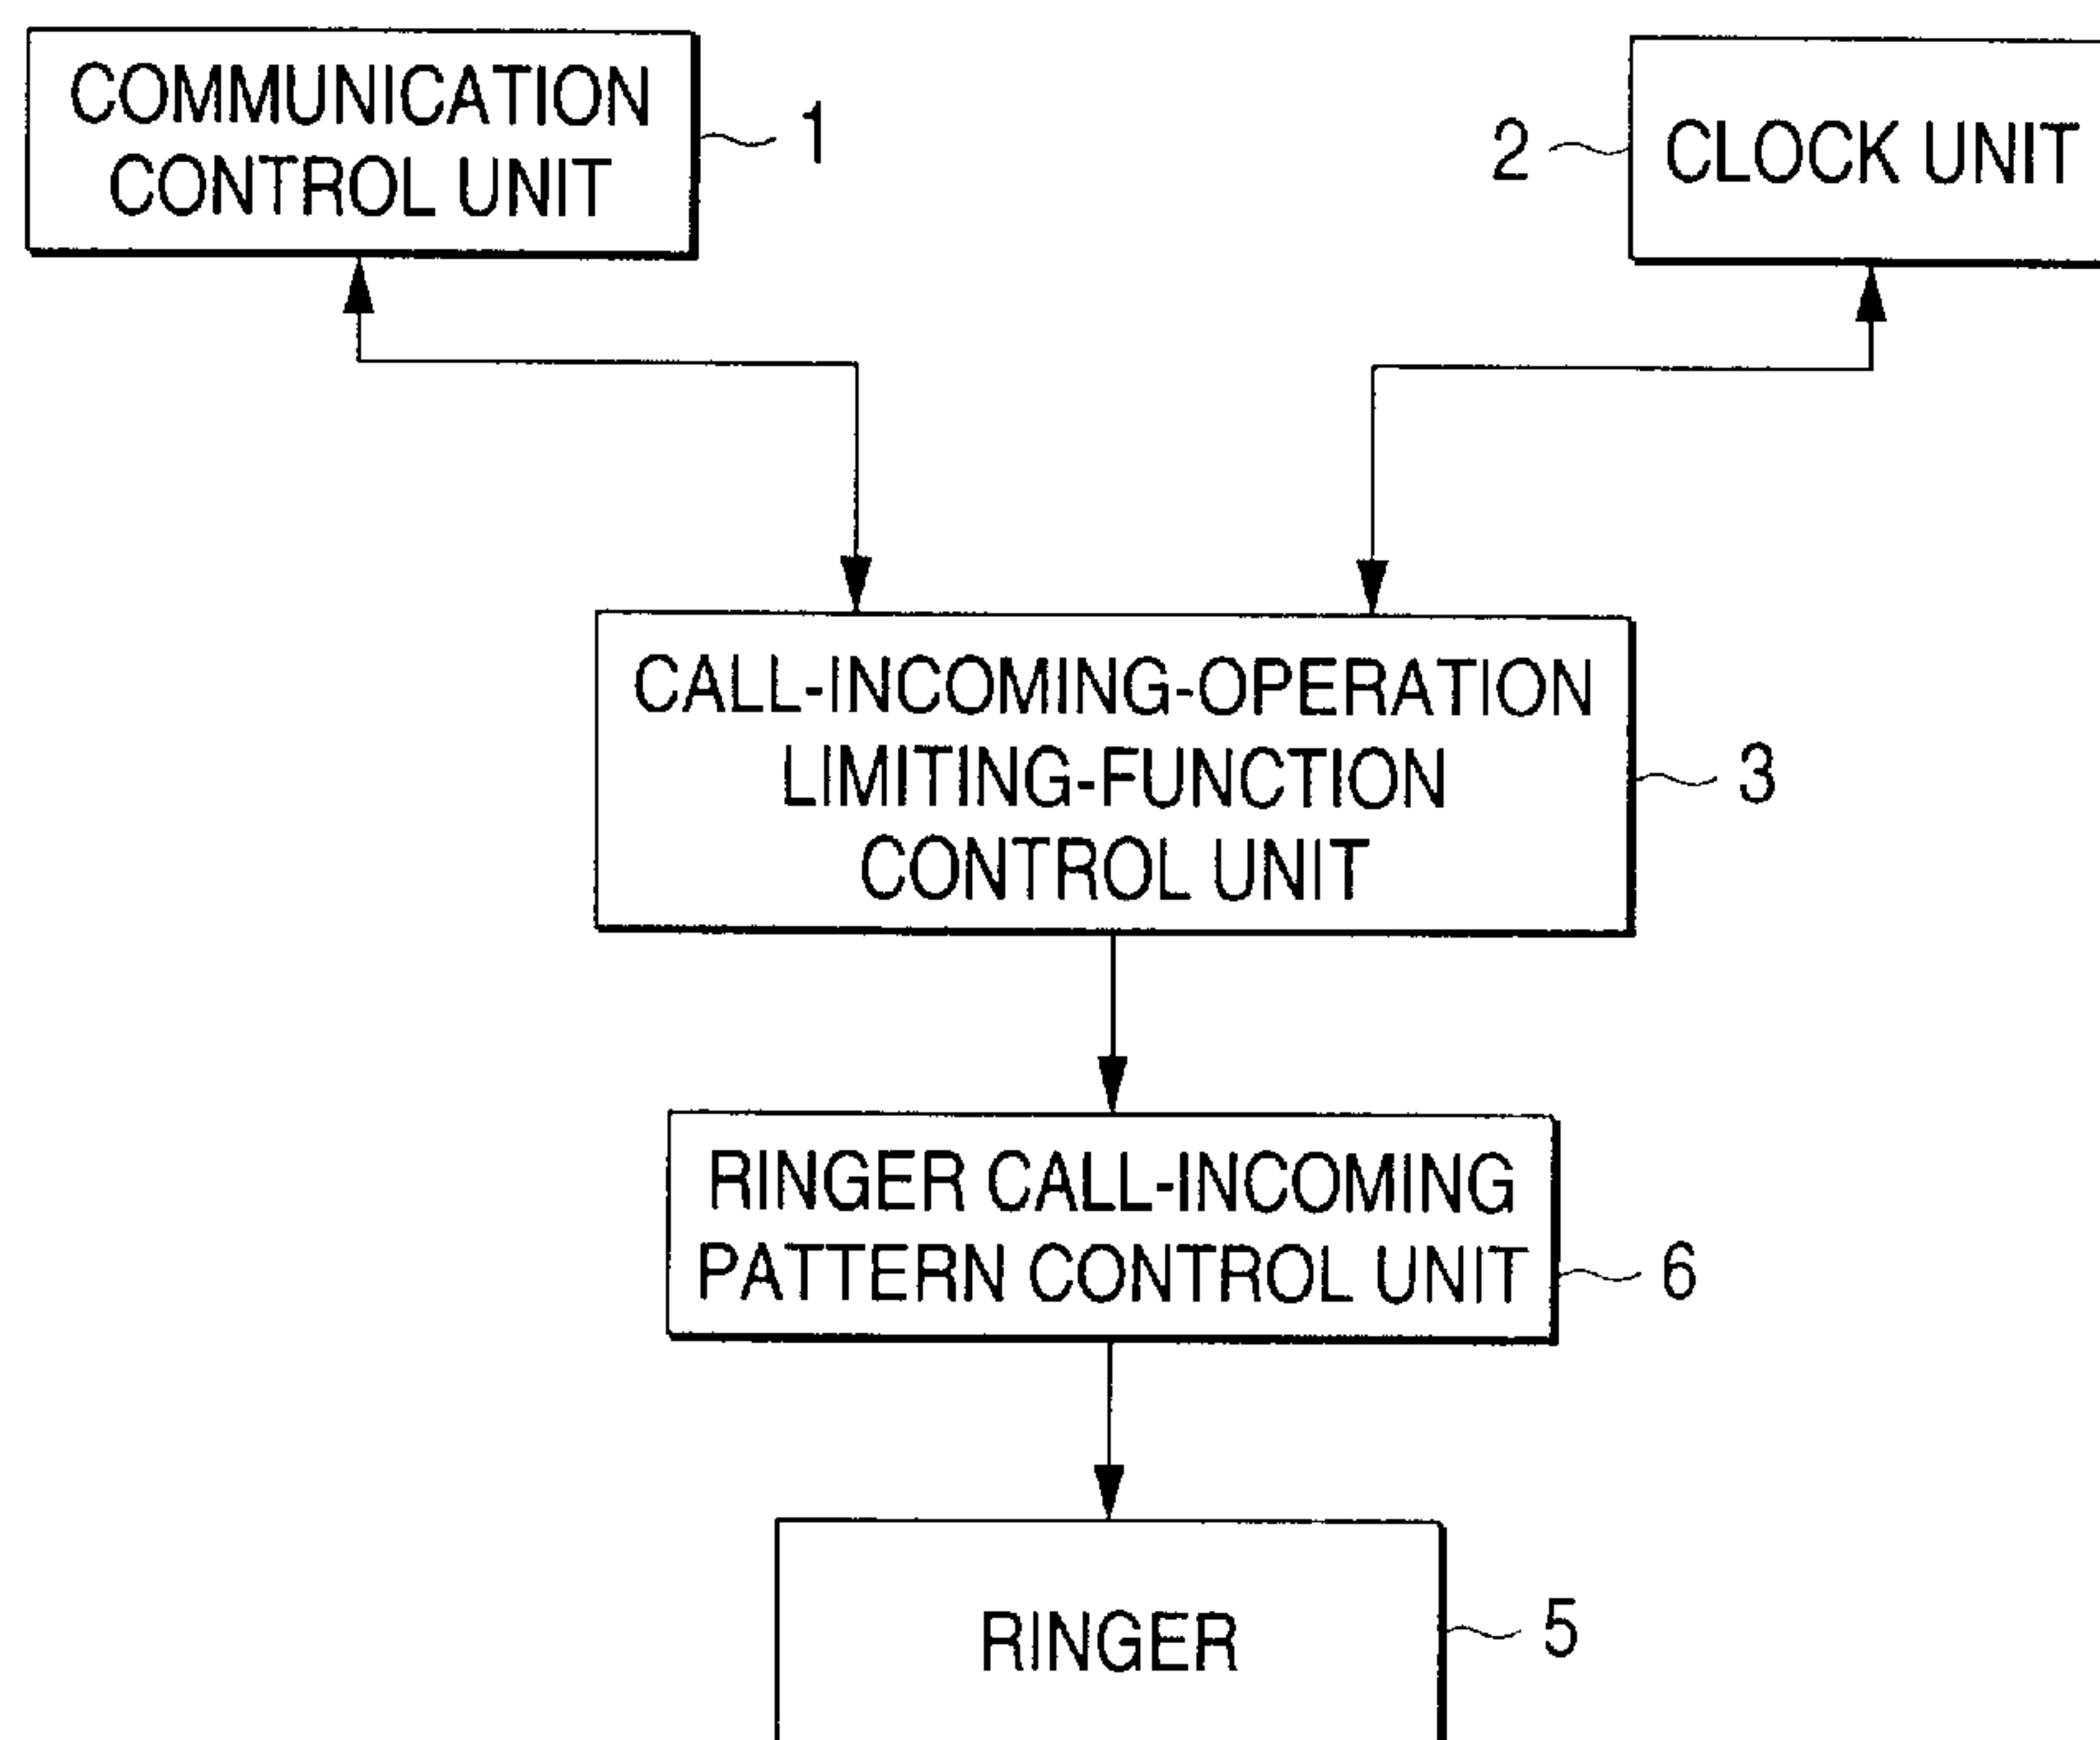 COMMUNICATION
CONTROL UNIT
1
2
CLOCK UNIT
CALL-INCOMING-OPERATION
LIMITING-FUNCTION
CONTROL UNIT
3
RINGER CALL-INCOMING
PATTERN CONTROL UNIT
6
RINGER
5